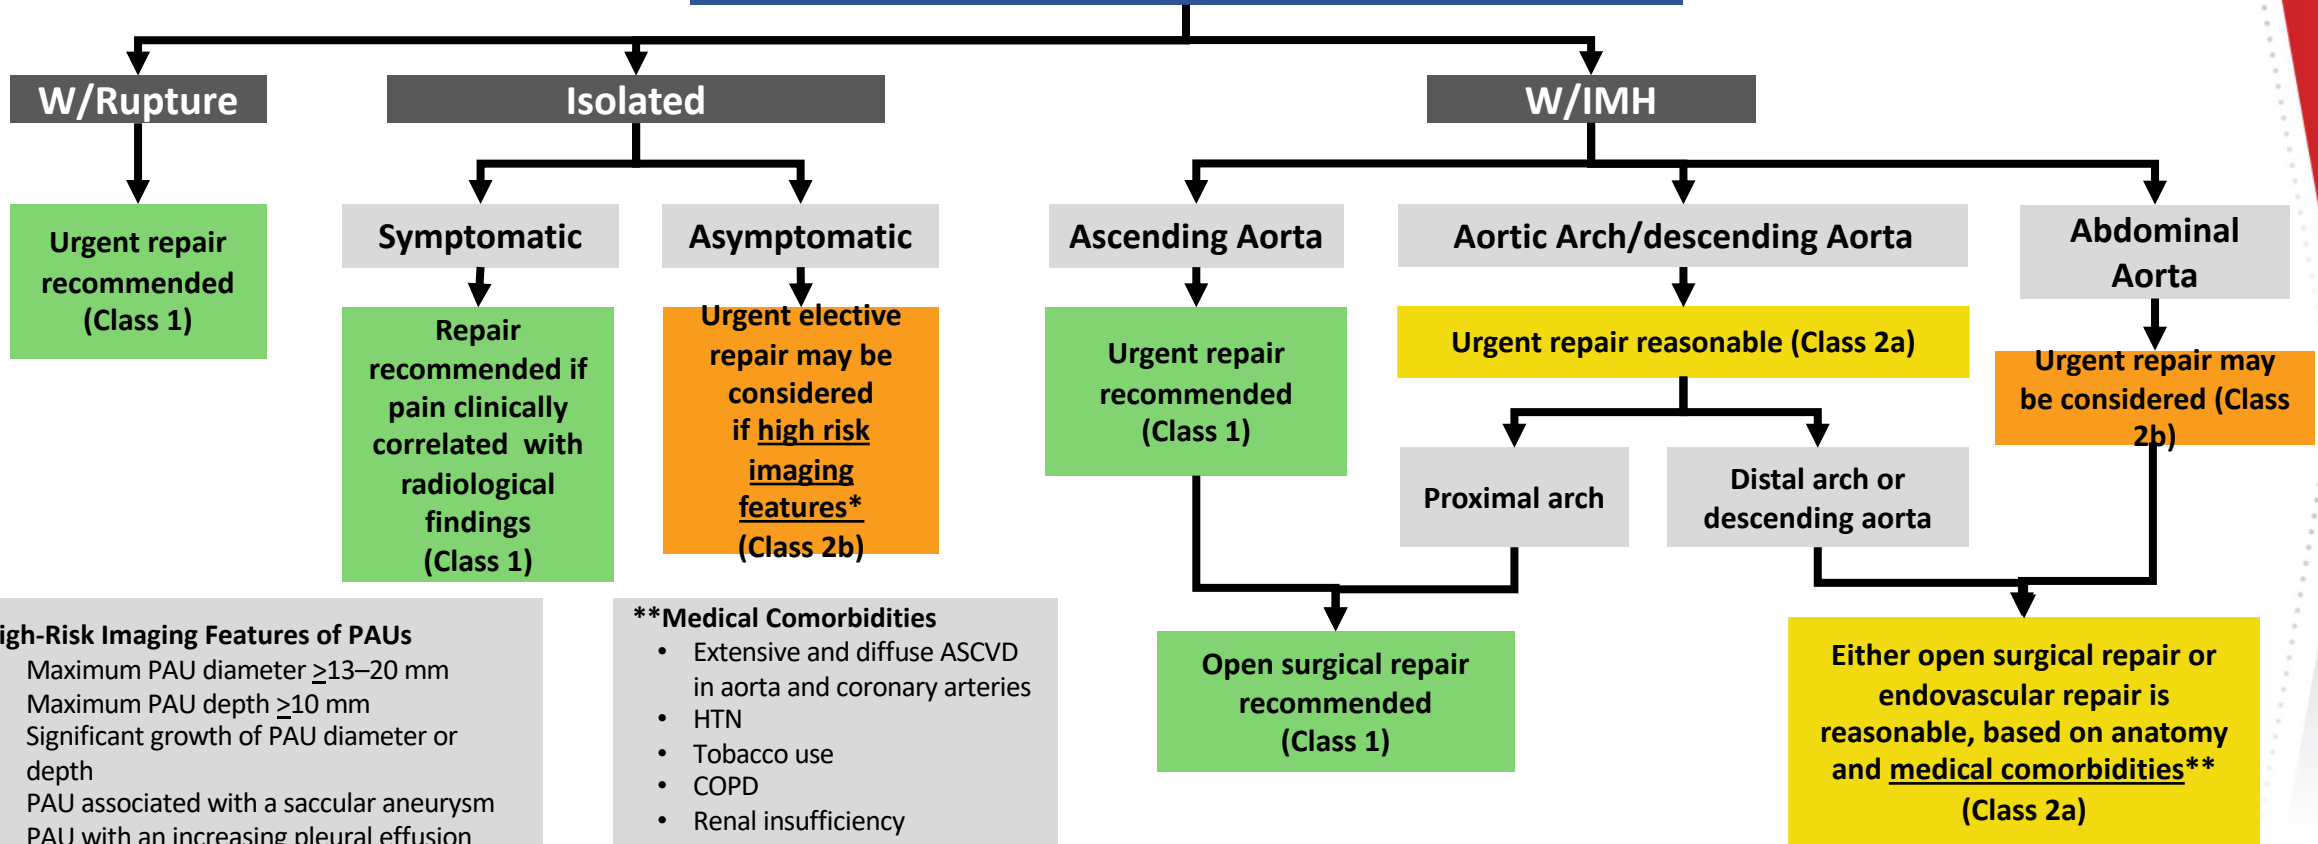 W/Rupture
Isolated
W/IMH
Urgent repair
recommended
(Class 1)
Symptomatic
Asymptomatic
Ascending Aorta
Aortic Arch/descending Aorta
Abdominal
Aorta
Repair
recommended if
pain clinically
correlated with
radiological
findings
(Class 1)
Urgent elective
repair may be
considered
if high risk
imaging
features*
(Class 2b)
Urgent repair
recommended
(Class 1)
Urgent repair reasonable (Class 2a)
Urgent repair may
be considered (Class
2b)
Proximal arch
Distal arch or
descending aorta
igh-Risk Imaging Features of PAUs
Maximum PAU diameter ≥13–20 mm
Maximum PAU depth ≥10 mm
Significant growth of PAU diameter or
depth
PAU associated with a saccular aneurysm
PAU with an increasing pleural effusion
**Medical Comorbidities
• Extensive and diffuse ASCVD
in aorta and coronary arteries
• HTN
• Tobacco use
• COPD
• Renal insufficiency
Open surgical repair
recommended
(Class 1)
Either open surgical repair or
endovascular repair is
reasonable, based on anatomy
and medical comorbidities**
(Class 2a)